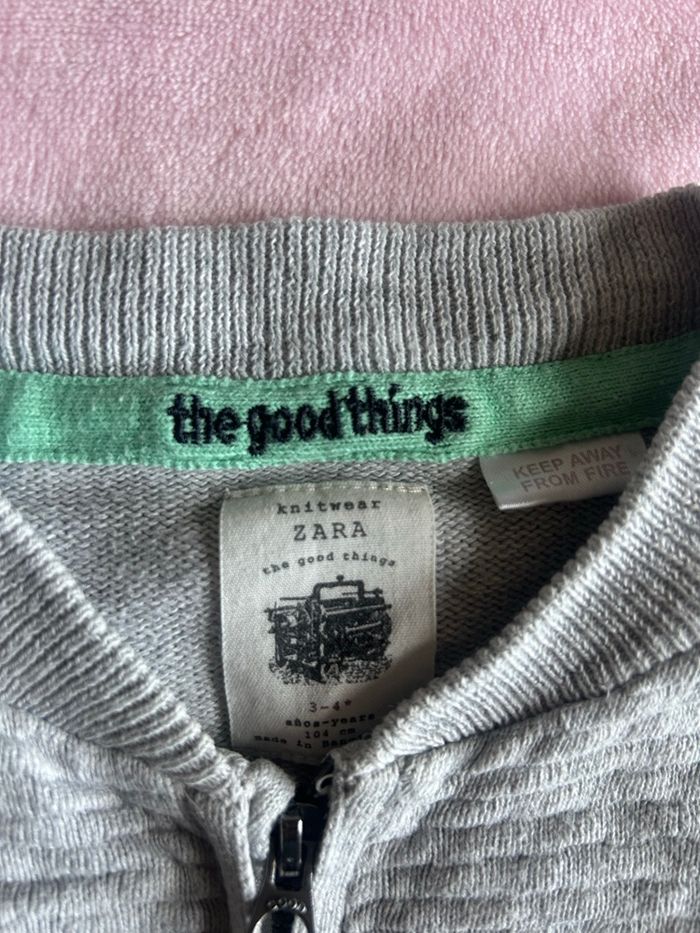 the good things
KEEP AWAY
FROM FIRE
knitwear
ZARA
the good things
3-4*
años-years
104 cm
made in
GOOD